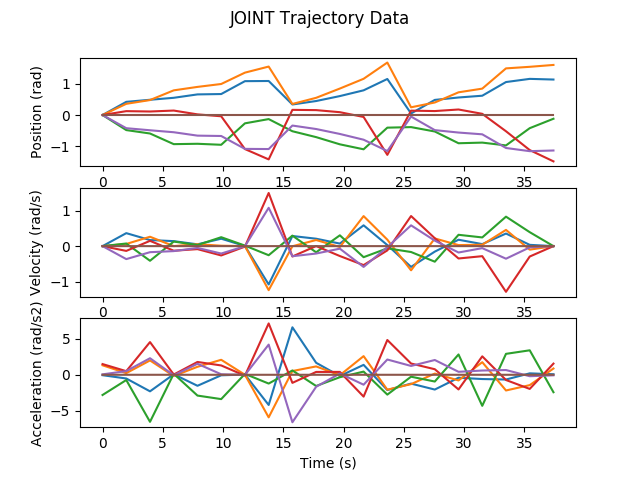 JOINT Trajectory Data
Position (rad)
1
0
−1
0 5 10 15 20 25 30 35
Velocity (rad/s)
1
0
−1
0 5 10 15 20 25 30 35
Acceleration (rad/s2)
5
0
−5
0 5 10 15 20 25 30 35
Time (s)